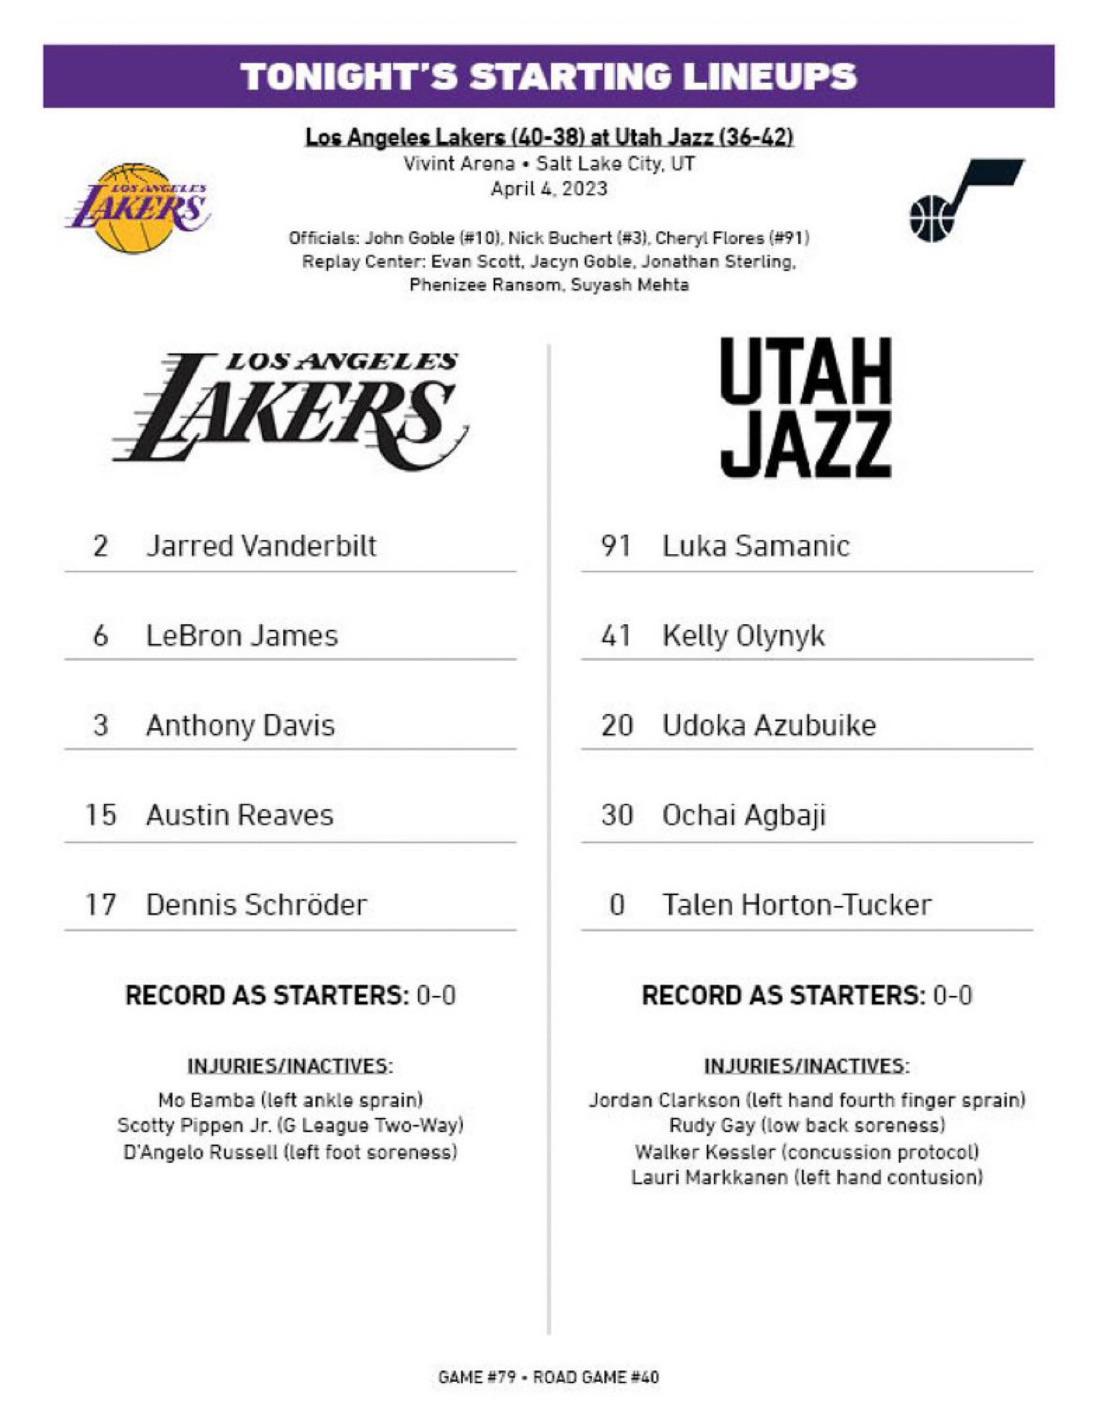 TONIGHT'S STARTING LINEUPS
Los Angeles Lakers (40-38) at Utah Jazz (36-42)
Vivint Arena • Salt Lake City, UT
April 4, 2023
LOS ANGELES
LAKERS
Officials: John Goble (#10), Nick Buchert (#3), Cheryl Flores (#91)
Replay Center: Evan Scott, Jacyn Goble, Jonathan Sterling,
Phenizee Ransom, Suyash Mehta
LOS ANGELES
LAKERS
2 Jarred Vanderbilt
6 LeBron James
3 Anthony Davis
15 Austin Reaves
17 Dennis Schröder
RECORD AS STARTERS: 0-0
INJURIES/INACTIVES:
Mo Bamba (left ankle sprain)
Scotty Pippen Jr. (G League Two-Way)
D'Angelo Russell (left foot soreness)
UTAH
JAZZ
91 Luka Samanic
41 Kelly Olynyk
20 Udoka Azubuike
30 Ochai Agbaji
0 Talen Horton-Tucker
RECORD AS STARTERS: 0-0
INJURIES/INACTIVES:
Jordan Clarkson (left hand fourth finger sprain)
Rudy Gay (low back soreness)
Walker Kessler (concussion protocol)
Lauri Markkanen (left hand contusion)
GAME #79 • ROAD GAME #40